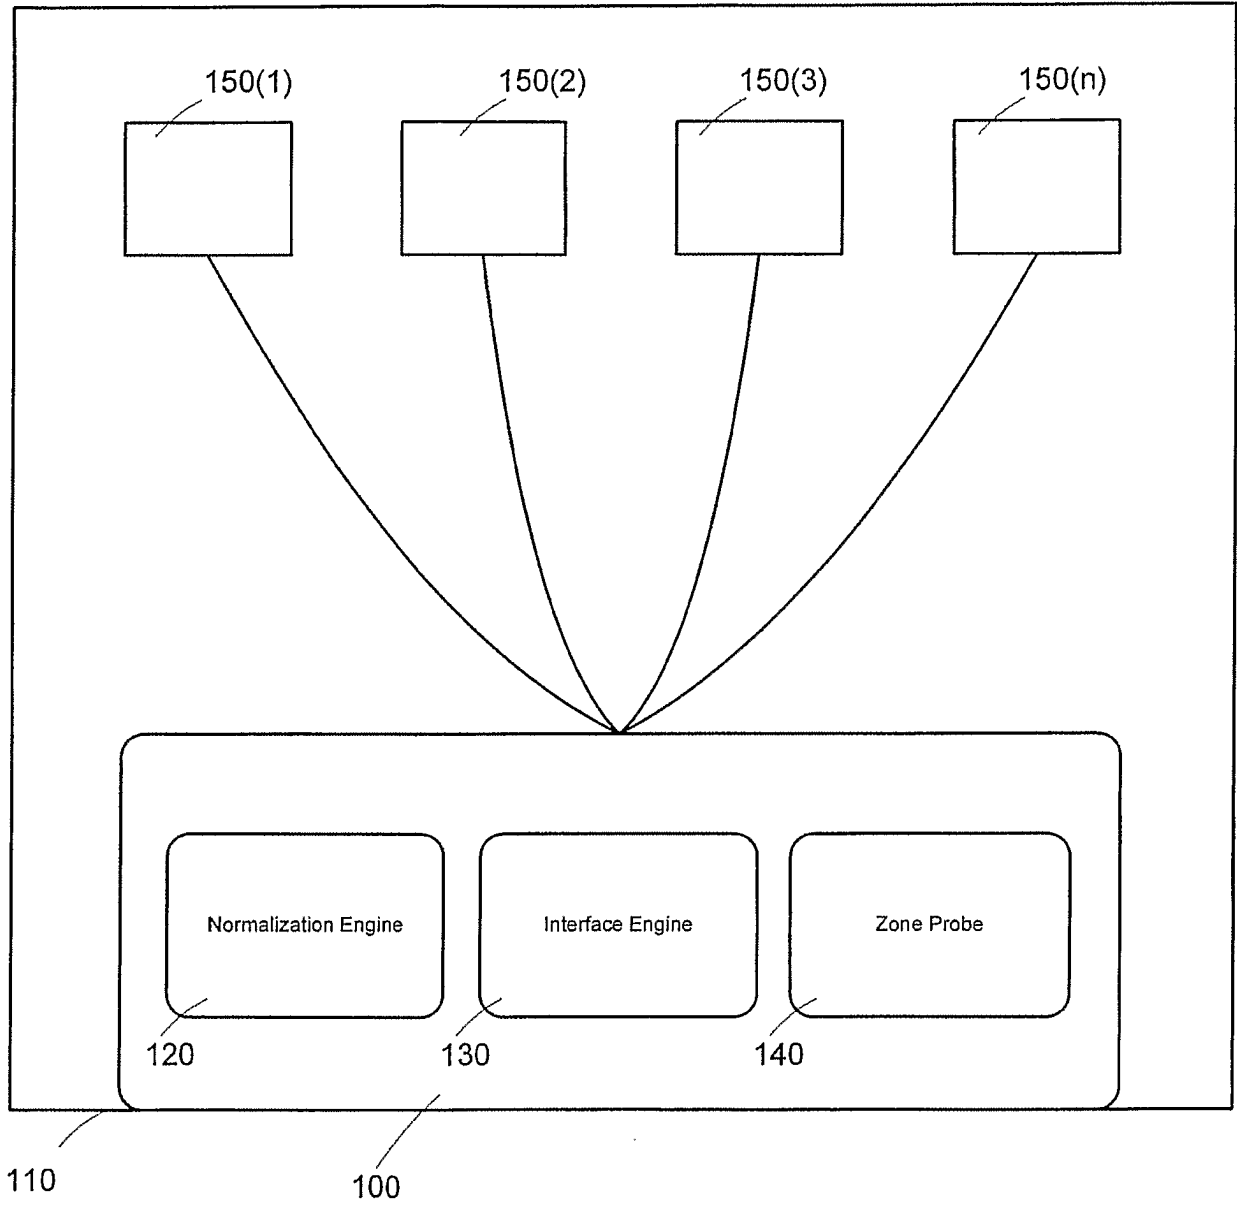 150(1) 150(2) 150(3) 150(n)
Normalization Engine Interface Engine Zone Probe
120 130 140
110 100